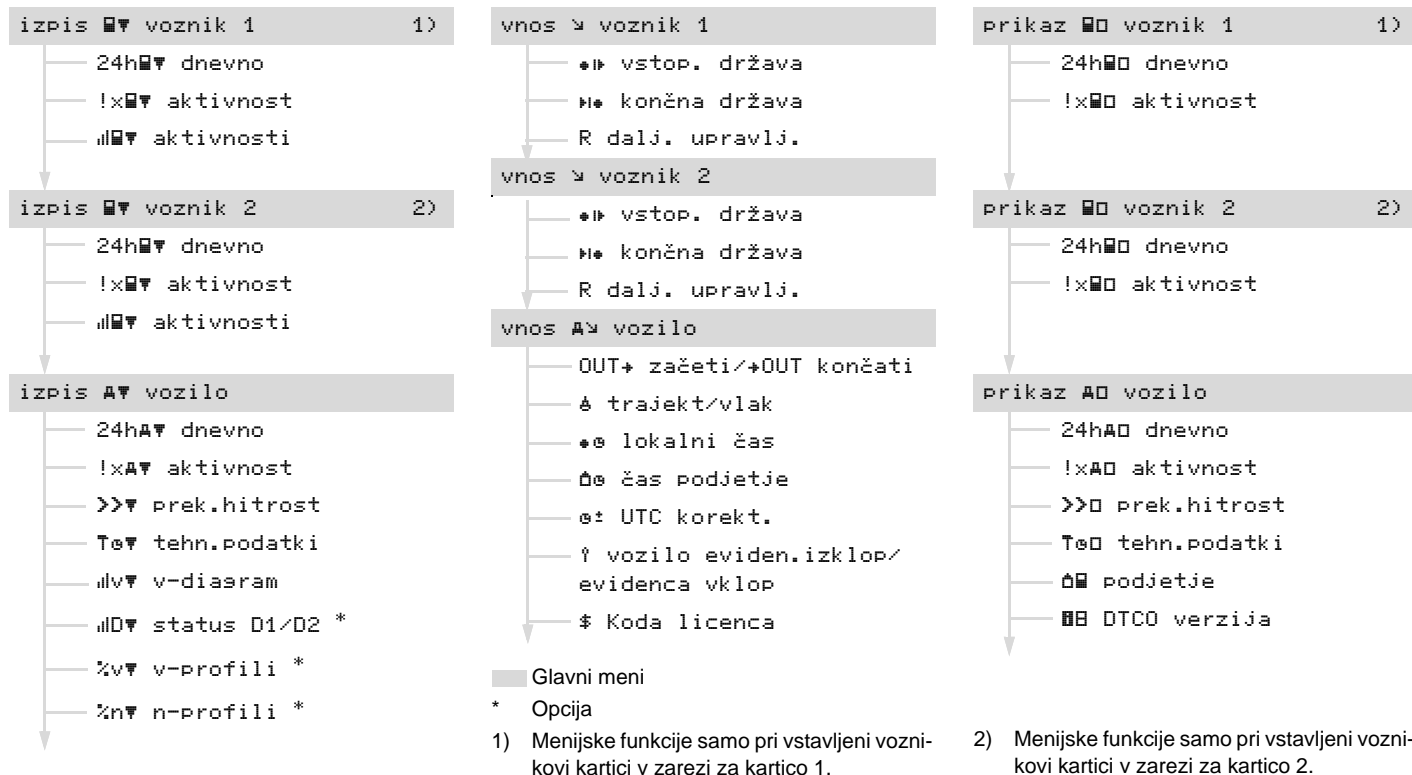 izpis voznik 1 1)
24h dnevno
!x aktivnost
aktivnosti
izpis voznik 2 2)
24h dnevno
!x aktivnost
aktivnosti
izpis vozilo
24h dnevno
!x aktivnost
>> prek.hitrost
T tehn.podatki
v v-diagram
D status D1/D2 *
%v v-profili *
%n n-profili *
vnos voznik 1
vstop. država
končna država
R dalj. upravlj.
vnos voznik 2
vstop. država
končna država
R dalj. upravlj.
vnos vozilo
OUT→ začeti/→OUT končati
trajekt/vlak
lokalni čas
čas podjetje
± UTC korekt.
vozilo eviden.izklop/
evidenca vklop
$ Koda licenca
Glavni meni
* Opcija
1) Menijske funkcije samo pri vstavljeni vozni-
kovi kartici v zarezi za kartico 1.
prikaz voznik 1 1)
24h dnevno
!x aktivnost
prikaz voznik 2 2)
24h dnevno
!x aktivnost
prikaz vozilo
24h dnevno
!x aktivnost
>> prek.hitrost
T tehn.podatki
podjetje
DTCO verzija
2) Menijske funkcije samo pri vstavljeni vozni-
kovi kartici v zarezi za kartico 2.